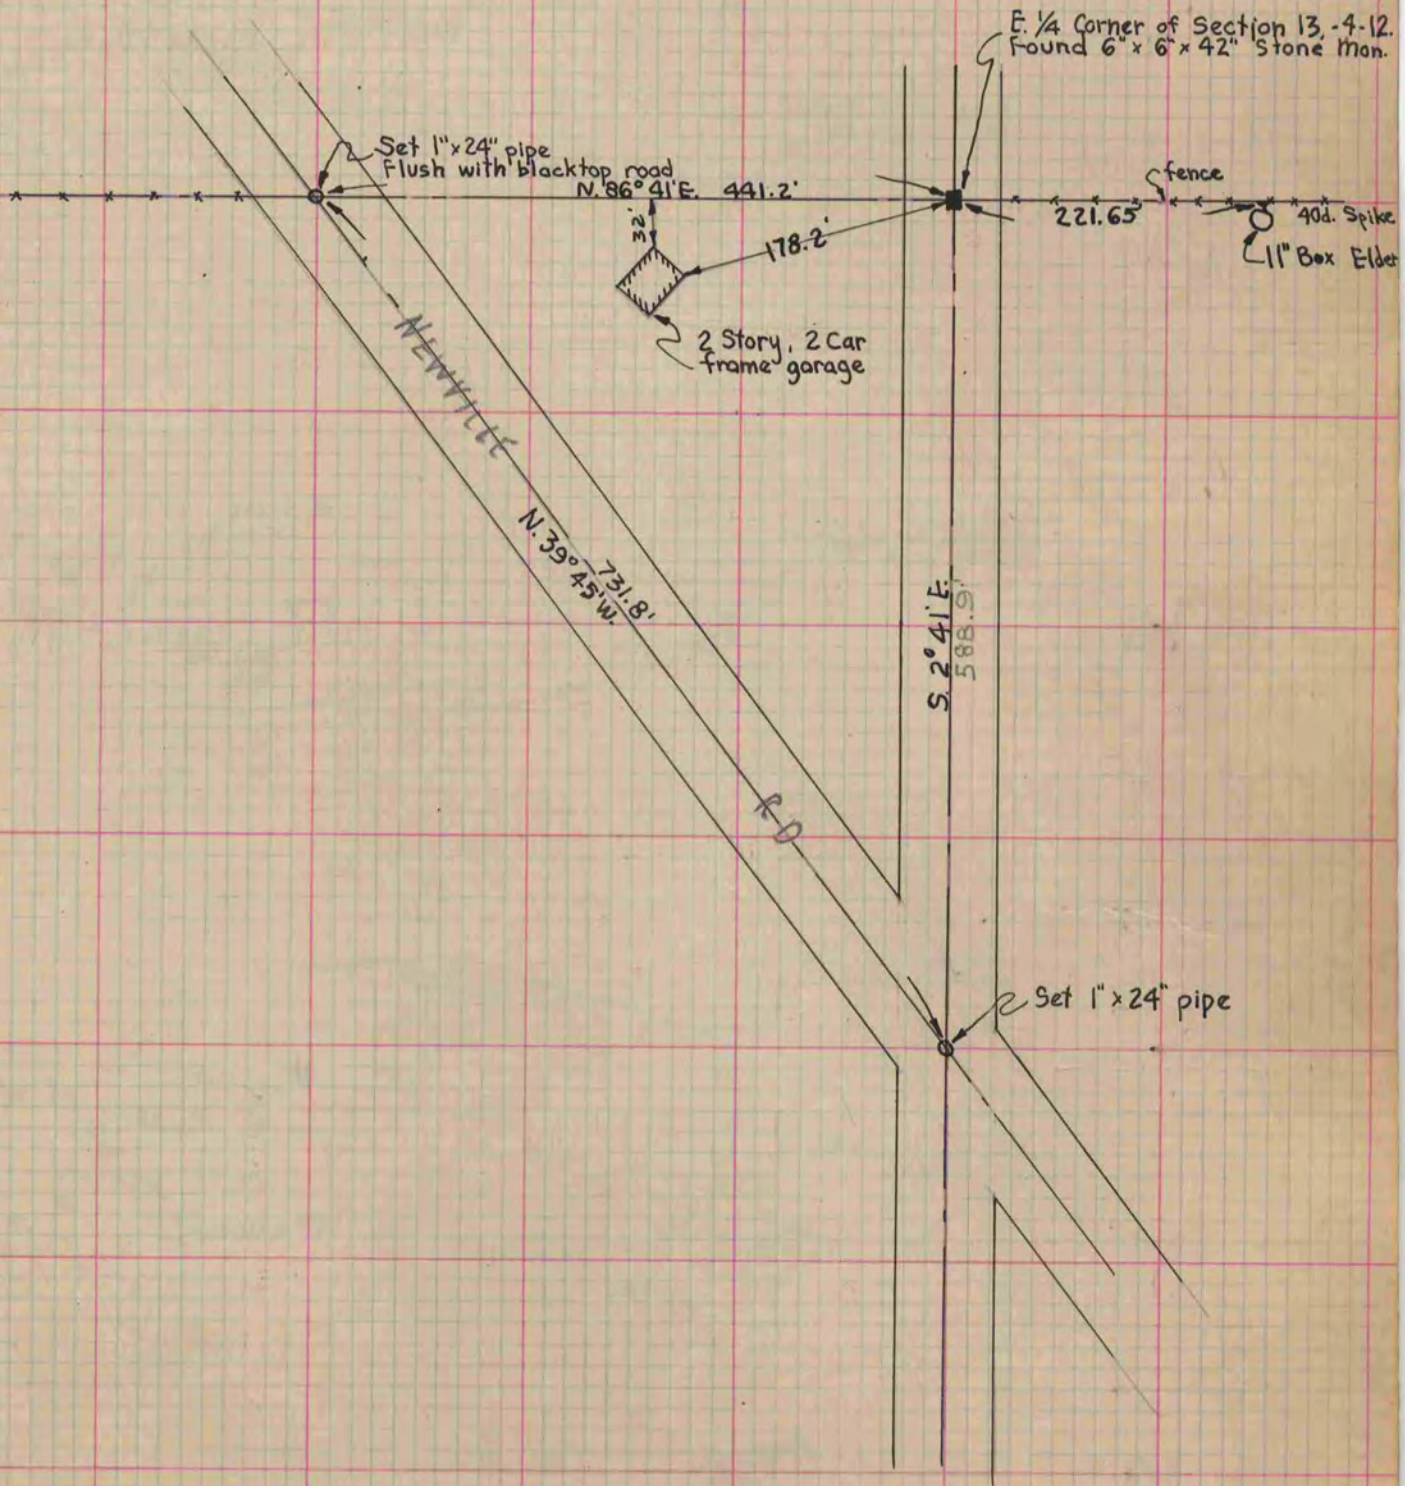 E. 1/4 Corner of Section 13,-4-12.
Found 6" x 6" x 42" Stone Mon.
Set 1" x 24" pipe
Flush with blacktop road
N. 86° 41' E. 441.2'
fence
221.65'
40d. Spike
11" Box Elder
32'
178.2'
2 Story, 2 Car
frame garage
NEWVILLE
N. 39° 45' W.
731.8'
S. 2° 41' E.
588.9'
RD
Set 1" x 24" pipe